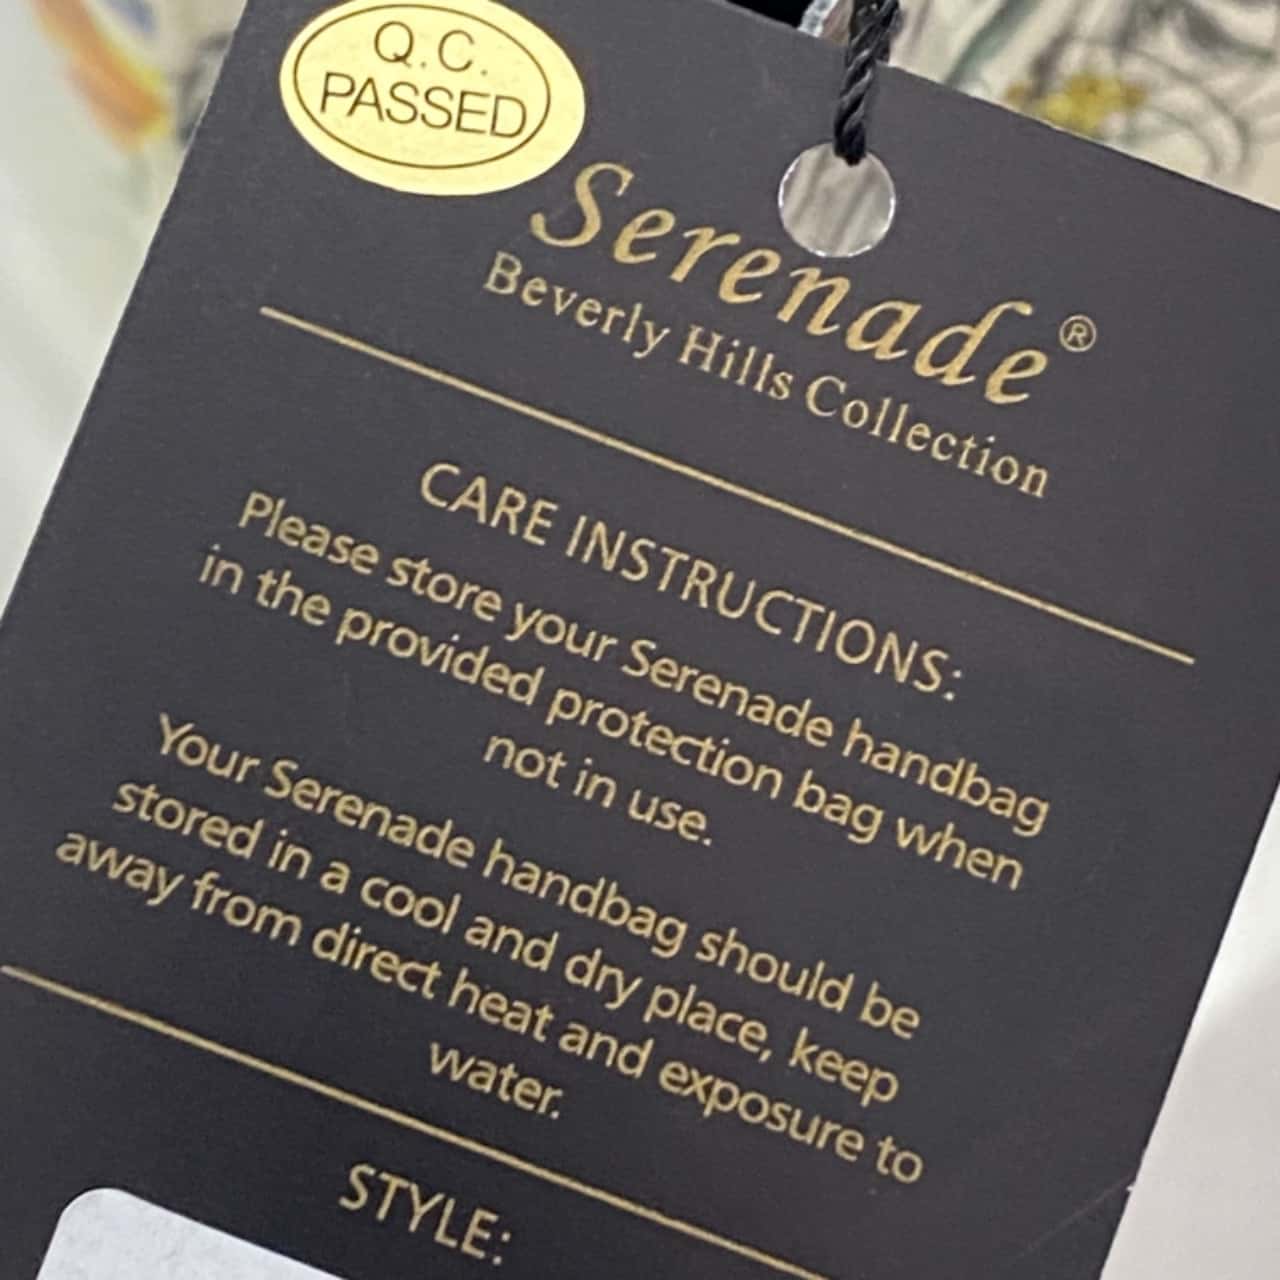 Q.C.
PASSED
Serenade®
Beverly Hills Collection
CARE INSTRUCTIONS:
Please store your Serenade handbag
in the provided protection bag when
not in use.
Your Serenade handbag should be
stored in a cool and dry place, keep
away from direct heat and exposure to
water.
STYLE: